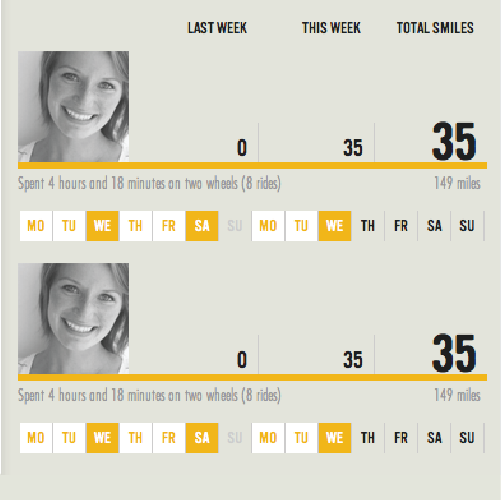 LAST WEEK THIS WEEK TOTAL SMILES
0 35 35
Spent 4 hours and 18 minutes on two wheels (8 rides) 149 miles
MO TU WE TH FR SA SU MO TU WE TH FR SA SU
0 35 35
Spent 4 hours and 18 minutes on two wheels (8 rides) 149 miles
MO TU WE TH FR SA SU MO TU WE TH FR SA SU